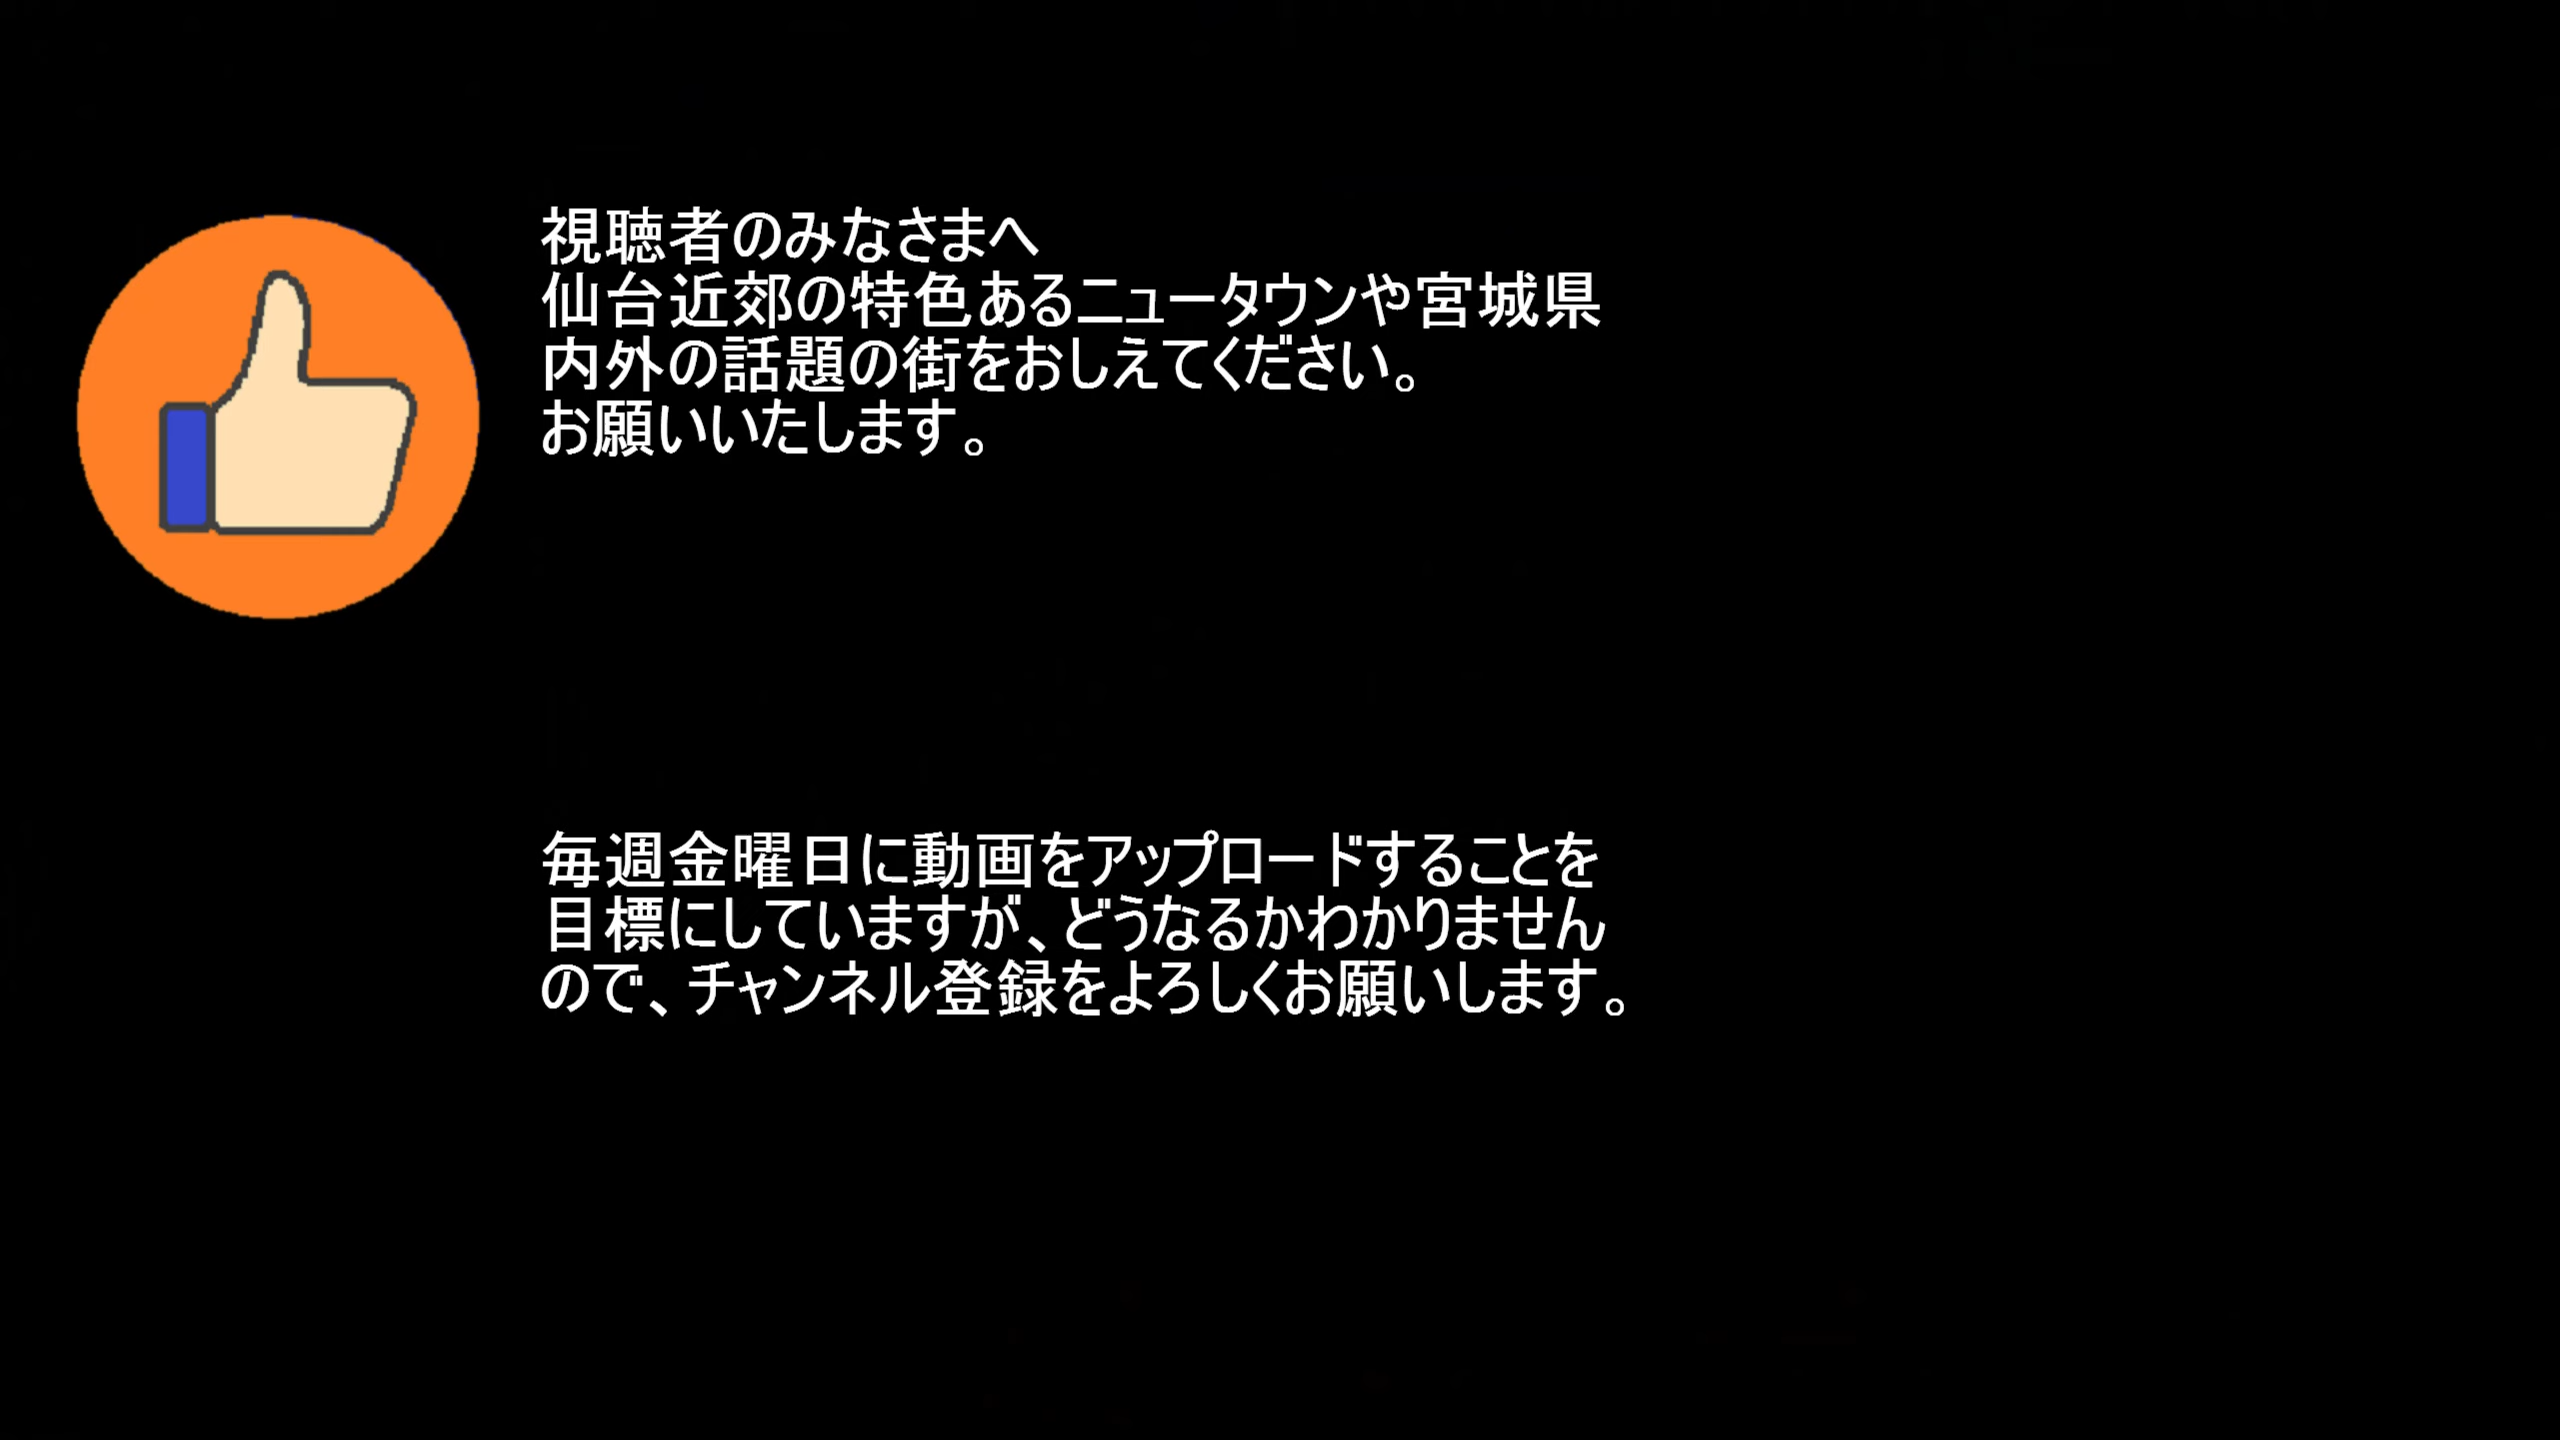 視聴者のみなさまへ
仙台近郊の特色あるニュータウンや宮城県
内外の話題の街をおしえてください。
お願いいたします。
毎週金曜日に動画をアップロードすることを
目標にしていますが、どうなるかわかりません
ので、チャンネル登録をよろしくお願いします。